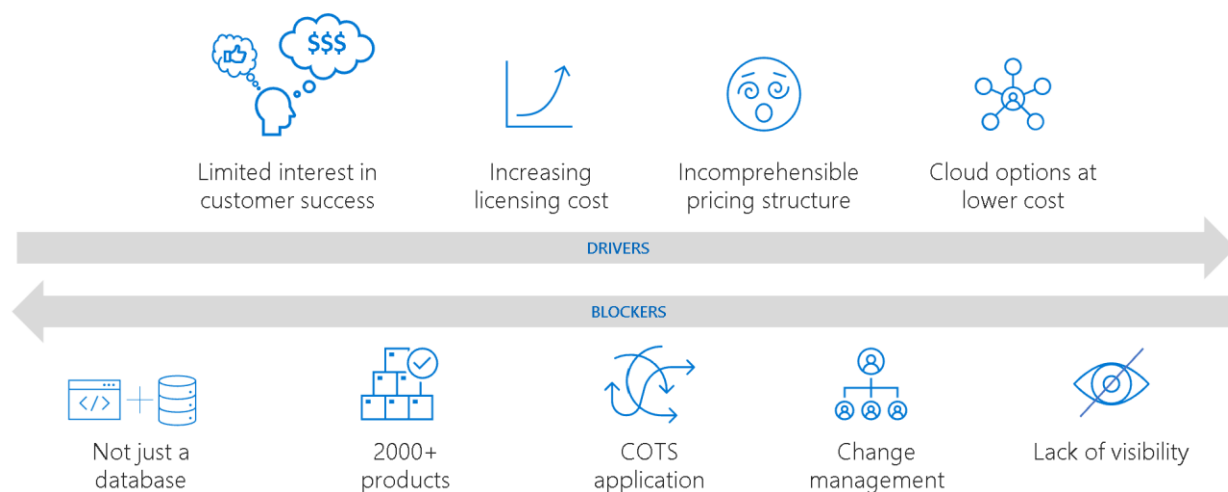 $$$
Limited interest in
customer success
Increasing
licensing cost
Incomprehensible
pricing structure
Cloud options at
lower cost
DRIVERS
BLOCKERS
</>
Not just a
database
2000+
products
COTS
application
Change
management
Lack of visibility